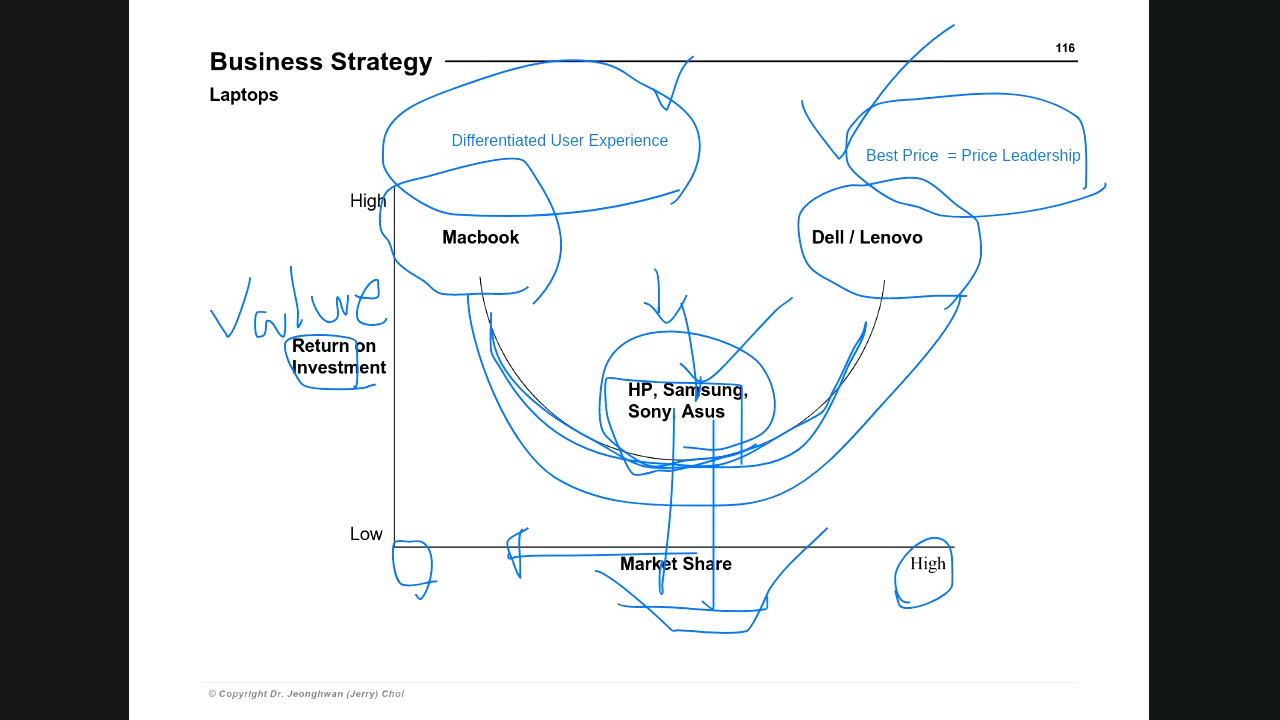 116
Business Strategy
Laptops
Differentiated User Experience
Best Price = Price Leadership
High
Macbook
Dell / Lenovo
value
Return on
Investment
HP, Samsung,
Sony, Asus
Low
Market Share
High
© Copyright Dr. Jeonghwan (Jerry) Choi